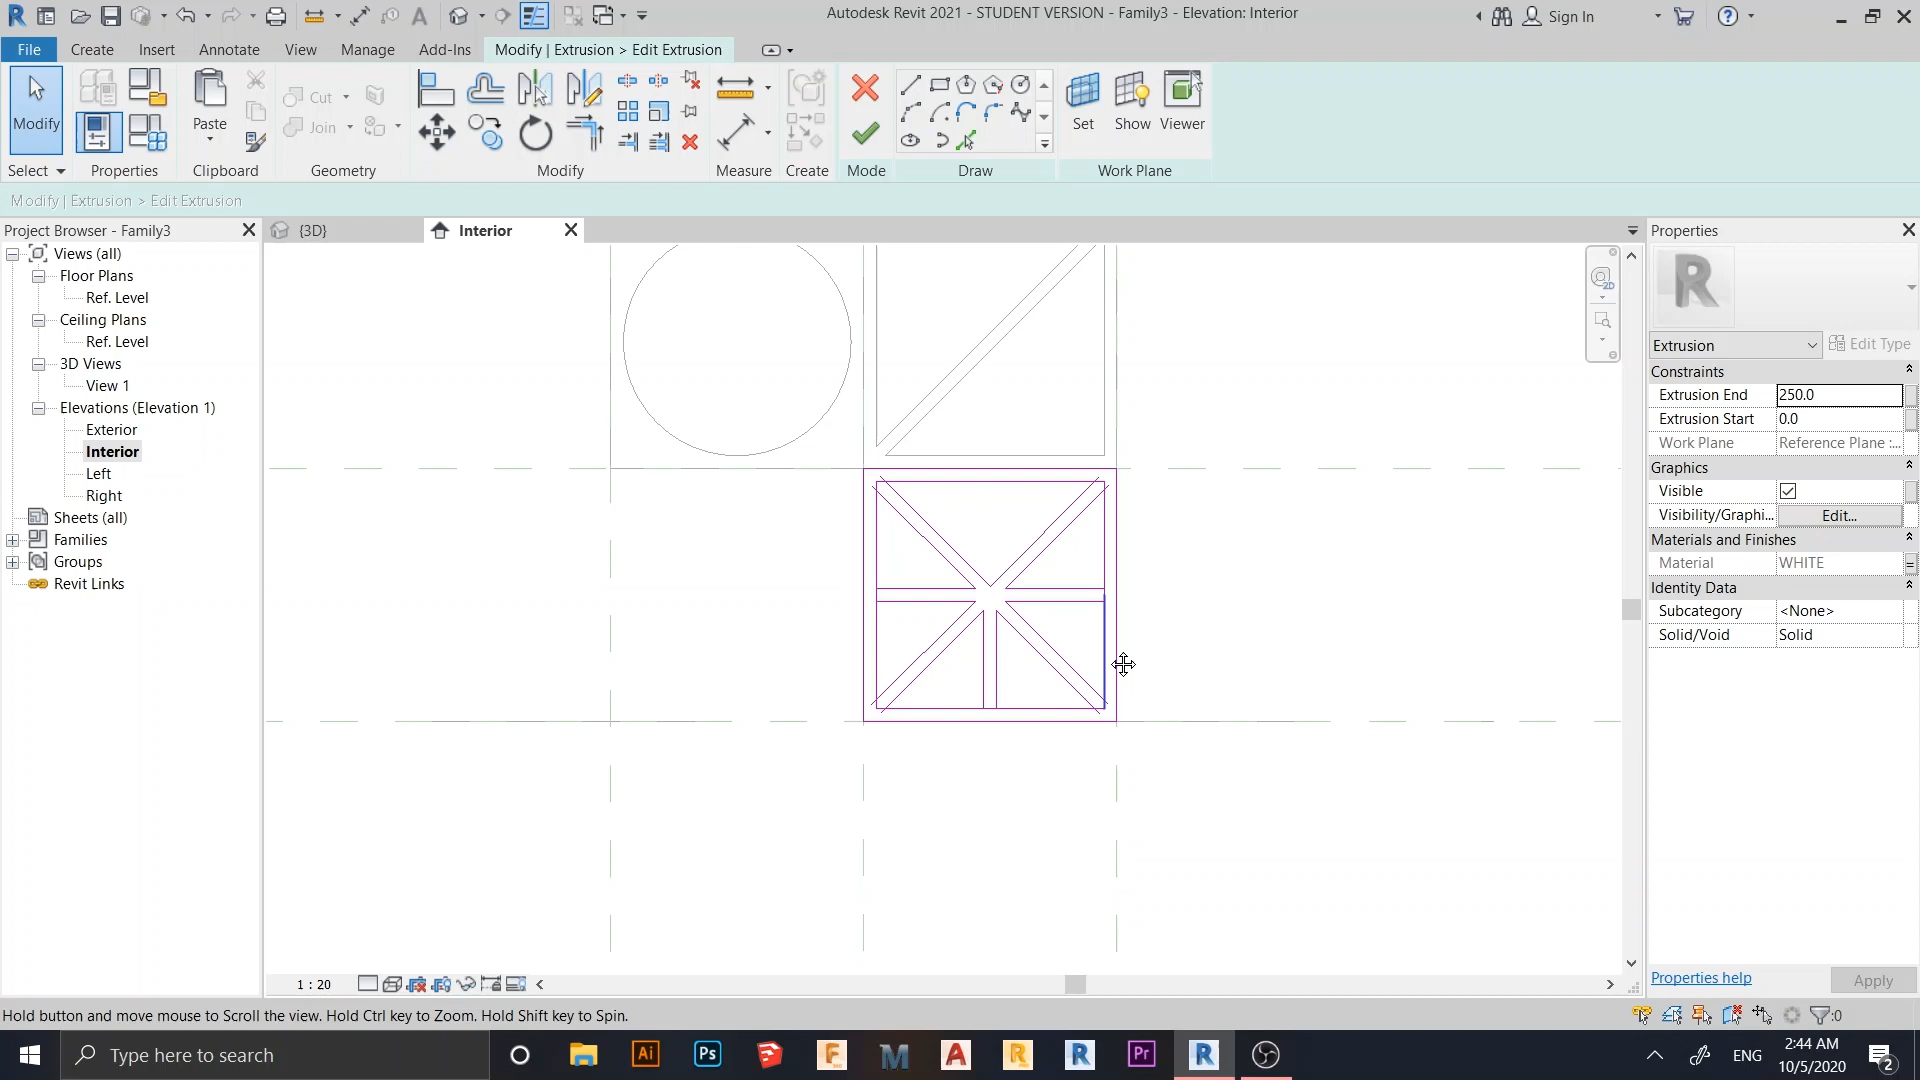 Autodesk Revit 2021 - STUDENT VERSION - Family3 - Elevation: Interior
Sign In
File Create Insert Annotate View Manage Add-Ins Modify | Extrusion > Edit Extrusion
Modify
Paste
Cut
Join
Set Show Viewer
Select Properties Clipboard Geometry Modify Measure Create Mode Draw Work Plane
Modify | Extrusion > Edit Extrusion
Project Browser - Family3
{3D}
Interior
Properties
Views (all)
Floor Plans
Ref. Level
Ceiling Plans
Ref. Level
3D Views
View 1
Elevations (Elevation 1)
Exterior
Interior
Left
Right
Sheets (all)
Families
Groups
Revit Links
2D
R
Extrusion
Edit Type
Constraints
Extrusion End 250.0
Extrusion Start 0.0
Work Plane Reference Plane :...
Graphics
Visible
Visibility/Graphi... Edit...
Materials and Finishes
Material WHITE =
Identity Data
Subcategory <None>
Solid/Void Solid
Properties help
Apply
1 : 20
Hold button and move mouse to Scroll the view. Hold Ctrl key to Zoom. Hold Shift key to Spin.
:0
Type here to search
Ai
Ps
F
M
A
R
R
Pr
R
ENG
2:44 AM
10/5/2020
2